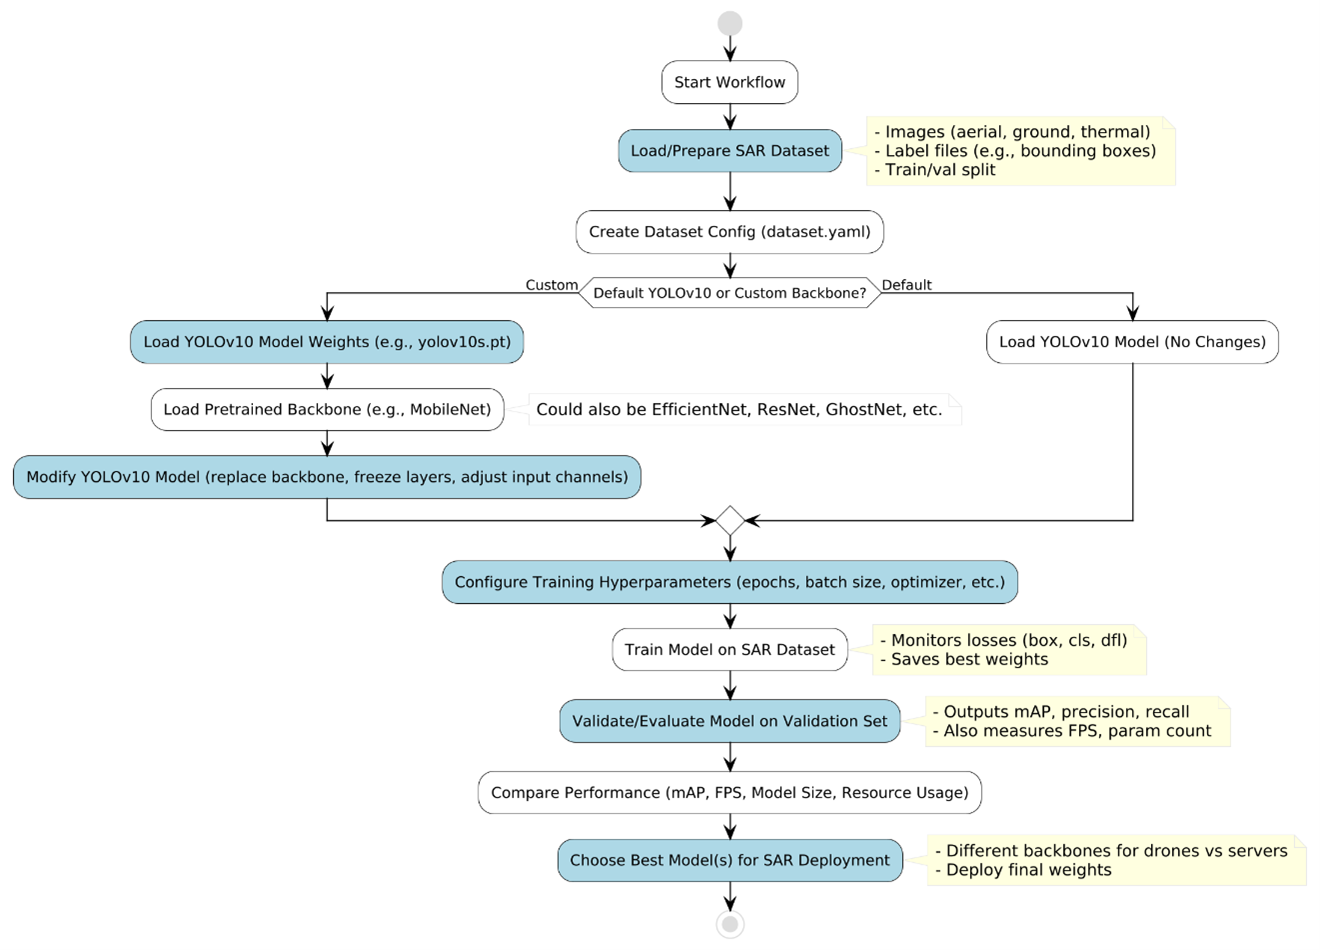 Start Workflow
Load/Prepare SAR Dataset
- Images (aerial, ground, thermal)
- Label files (e.g., bounding boxes)
- Train/val split
Create Dataset Config (dataset.yaml)
Custom
Default YOLOv10 or Custom Backbone?
Default
Load YOLOv10 Model Weights (e.g., yolov10s.pt)
Load YOLOv10 Model (No Changes)
Load Pretrained Backbone (e.g., MobileNet)
Could also be EfficientNet, ResNet, GhostNet, etc.
Modify YOLOv10 Model (replace backbone, freeze layers, adjust input channels)
Configure Training Hyperparameters (epochs, batch size, optimizer, etc.)
Train Model on SAR Dataset
- Monitors losses (box, cls, dfl)
- Saves best weights
Validate/Evaluate Model on Validation Set
- Outputs mAP, precision, recall
- Also measures FPS, param count
Compare Performance (mAP, FPS, Model Size, Resource Usage)
Choose Best Model(s) for SAR Deployment
- Different backbones for drones vs servers
- Deploy final weights